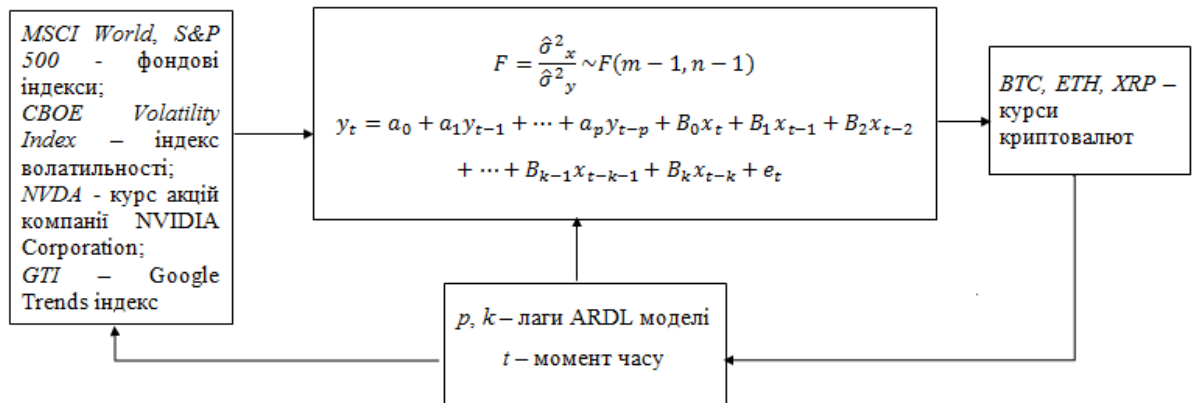 MSCI World, S&P
500 - фондові
індекси;
CBOE Volatility
Index – індекс
волатильності;
NVDA - курс акцій
компанії NVIDIA
Corporation;
GTI – Google
Trends індекс
F = σ̂²ₓ / σ̂²ᵧ ~F(m − 1, n − 1)
yₜ = a₀ + a₁yₜ₋₁ + ⋯ + aₚyₜ₋ₚ + B₀xₜ + B₁xₜ₋₁ + B₂xₜ₋₂
+ ⋯ + Bₖ₋₁xₜ₋ₖ₋₁ + Bₖxₜ₋ₖ + eₜ
BTC, ETH, XRP –
курси
криптовалют
p, k – лаги ARDL моделі
t – момент часу